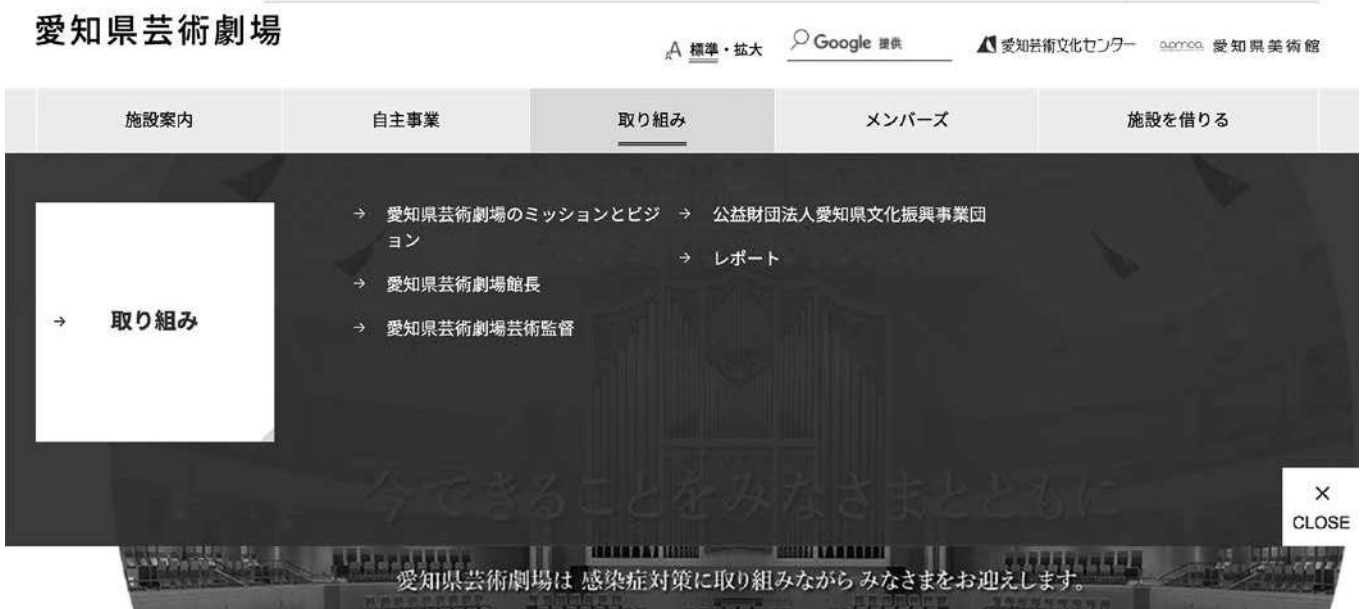 愛知県芸術劇場
A 標準・拡大
Google 提供
愛知芸術文化センター
愛知県美術館
施設案内
自主事業
取り組み
メンバーズ
施設を借りる
→ 取り組み
→ 愛知県芸術劇場のミッションとビジ
ョン
→ 愛知県芸術劇場館長
→ 愛知県芸術劇場芸術監督
→ 公益財団法人愛知県文化振興事業団
→ レポート
今できることをみなさまとともに
× CLOSE
愛知県芸術劇場は 感染症対策に取り組みながら みなさまをお迎えします。